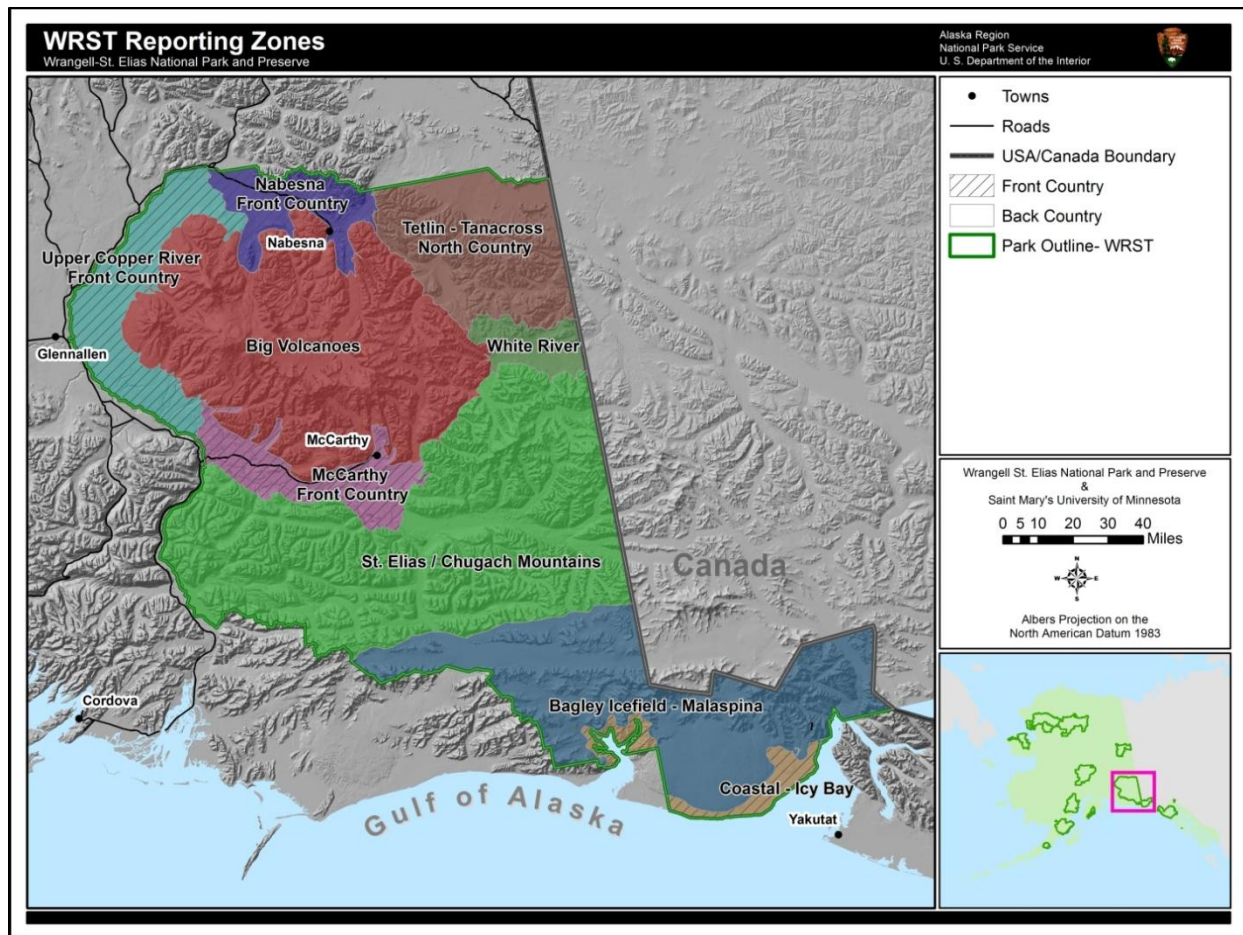 WRST Reporting Zones
Wrangell-St. Elias National Park and Preserve
Alaska Region
National Park Service
U. S. Department of the Interior
Nabesna
Front Country
Nabesna
Tetlin - Tanacross
North Country
Upper Copper River
Front Country
Glennallen
Big Volcanoes
White River
McCarthy
McCarthy
Front Country
St. Elias / Chugach Mountains
Canada
Cordova
Bagley Icefield - Malaspina
Coastal - Icy Bay
Yakutat
Gulf of Alaska
Towns
Roads
USA/Canada Boundary
Front Country
Back Country
Park Outline- WRST
Wrangell St. Elias National Park and Preserve
&
Saint Mary's University of Minnesota
0 5 10 20 30 40
Miles
N
W E
S
Albers Projection on the
North American Datum 1983